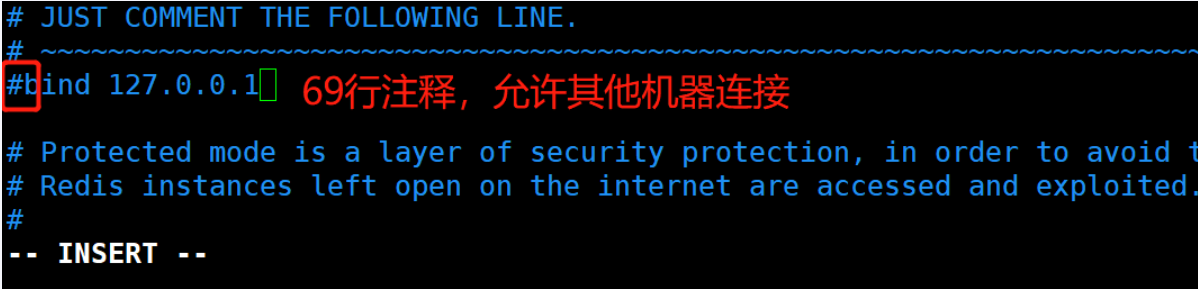 # JUST COMMENT THE FOLLOWING LINE.
# ~~~~~~~~~~~~~~~~~~~~~~~~~~~~~~~~~~~~~~~~~~~~~~~~~~~~~~~~~~~~~~~~~~~~~
#bind 127.0.0.1 69行注释，允许其他机器连接
# Protected mode is a layer of security protection, in order to avoid t
# Redis instances left open on the internet are accessed and exploited.
#
-- INSERT --